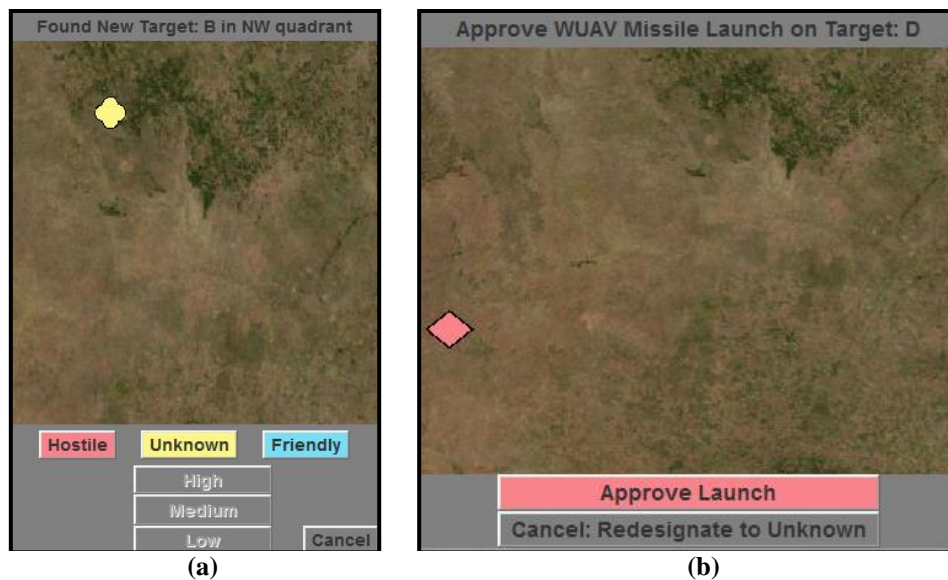 Found New Target: B in NW quadrant
Hostile
Unknown
Friendly
High
Medium
Low
Cancel
(a)
Approve WUAV Missile Launch on Target: D
Approve Launch
Cancel: Redesignate to Unknown
(b)